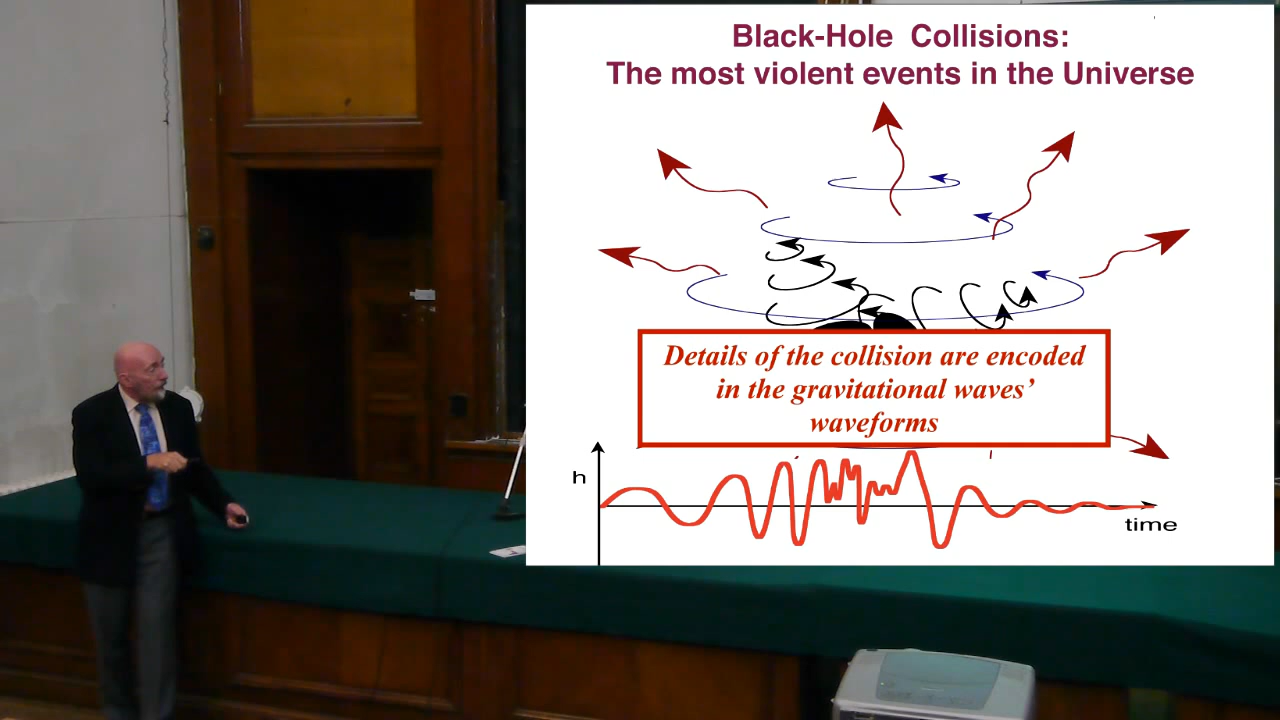 Black-Hole Collisions:
The most violent events in the Universe
Details of the collision are encoded
in the gravitational waves’
waveforms
h
time